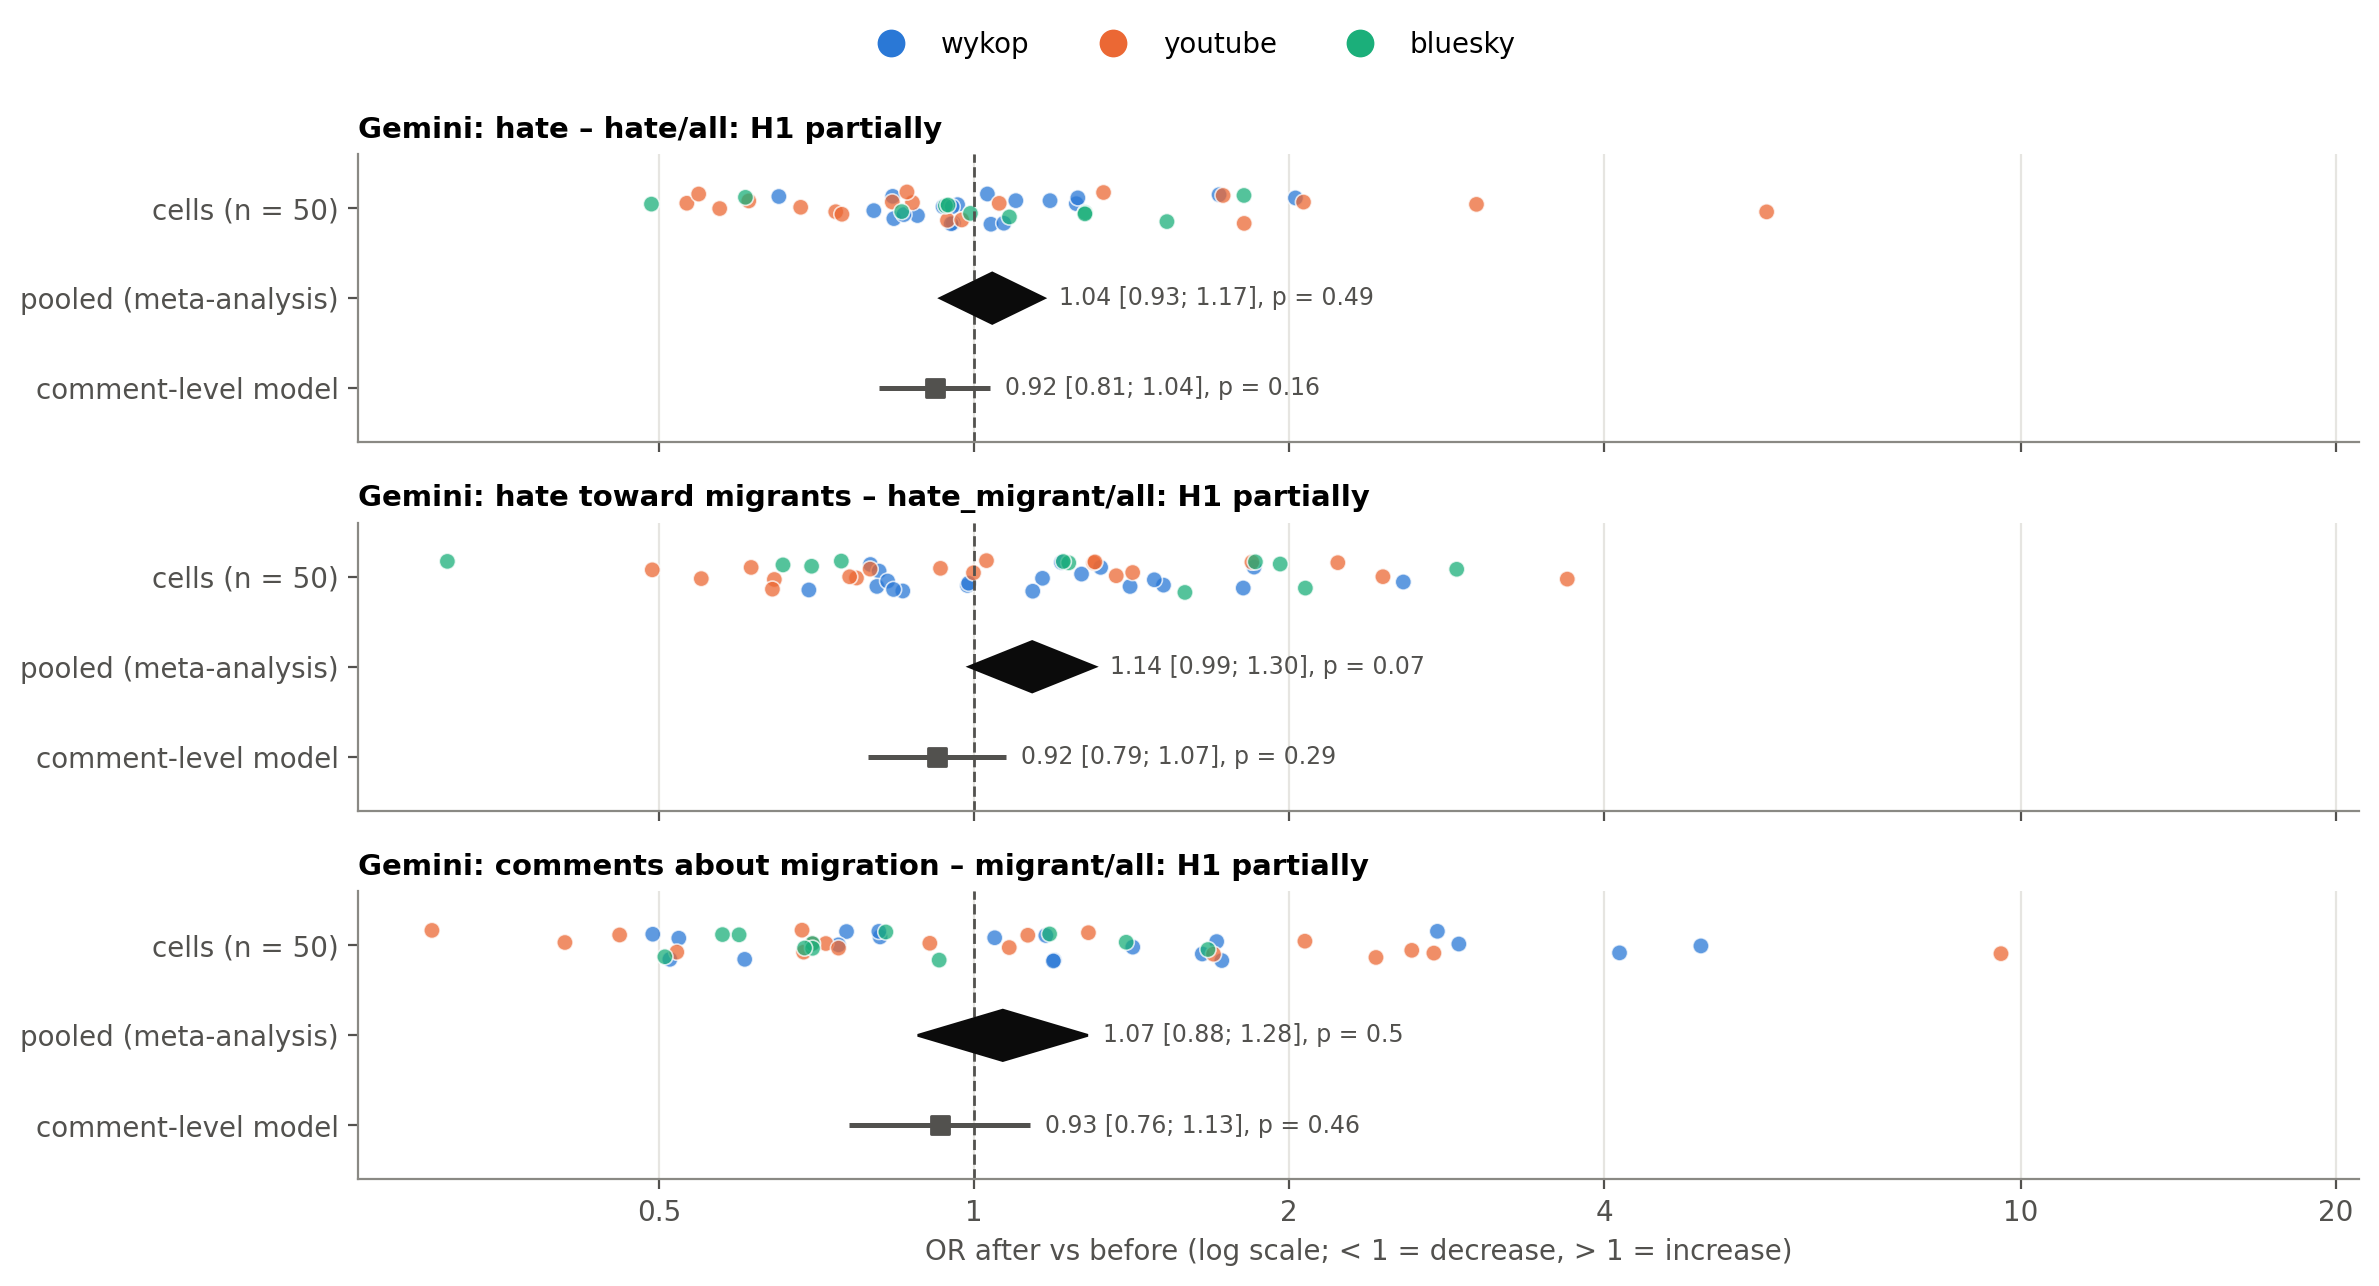 wykop youtube bluesky
Gemini: hate – hate/all: H1 partially
cells (n = 50)
pooled (meta-analysis) 1.04 [0.93; 1.17], p = 0.49
comment-level model 0.92 [0.81; 1.04], p = 0.16
Gemini: hate toward migrants – hate_migrant/all: H1 partially
cells (n = 50)
pooled (meta-analysis) 1.14 [0.99; 1.30], p = 0.07
comment-level model 0.92 [0.79; 1.07], p = 0.29
Gemini: comments about migration – migrant/all: H1 partially
cells (n = 50)
pooled (meta-analysis) 1.07 [0.88; 1.28], p = 0.5
comment-level model 0.93 [0.76; 1.13], p = 0.46
0.5 1 2 4 10 20
OR after vs before (log scale; < 1 = decrease, > 1 = increase)